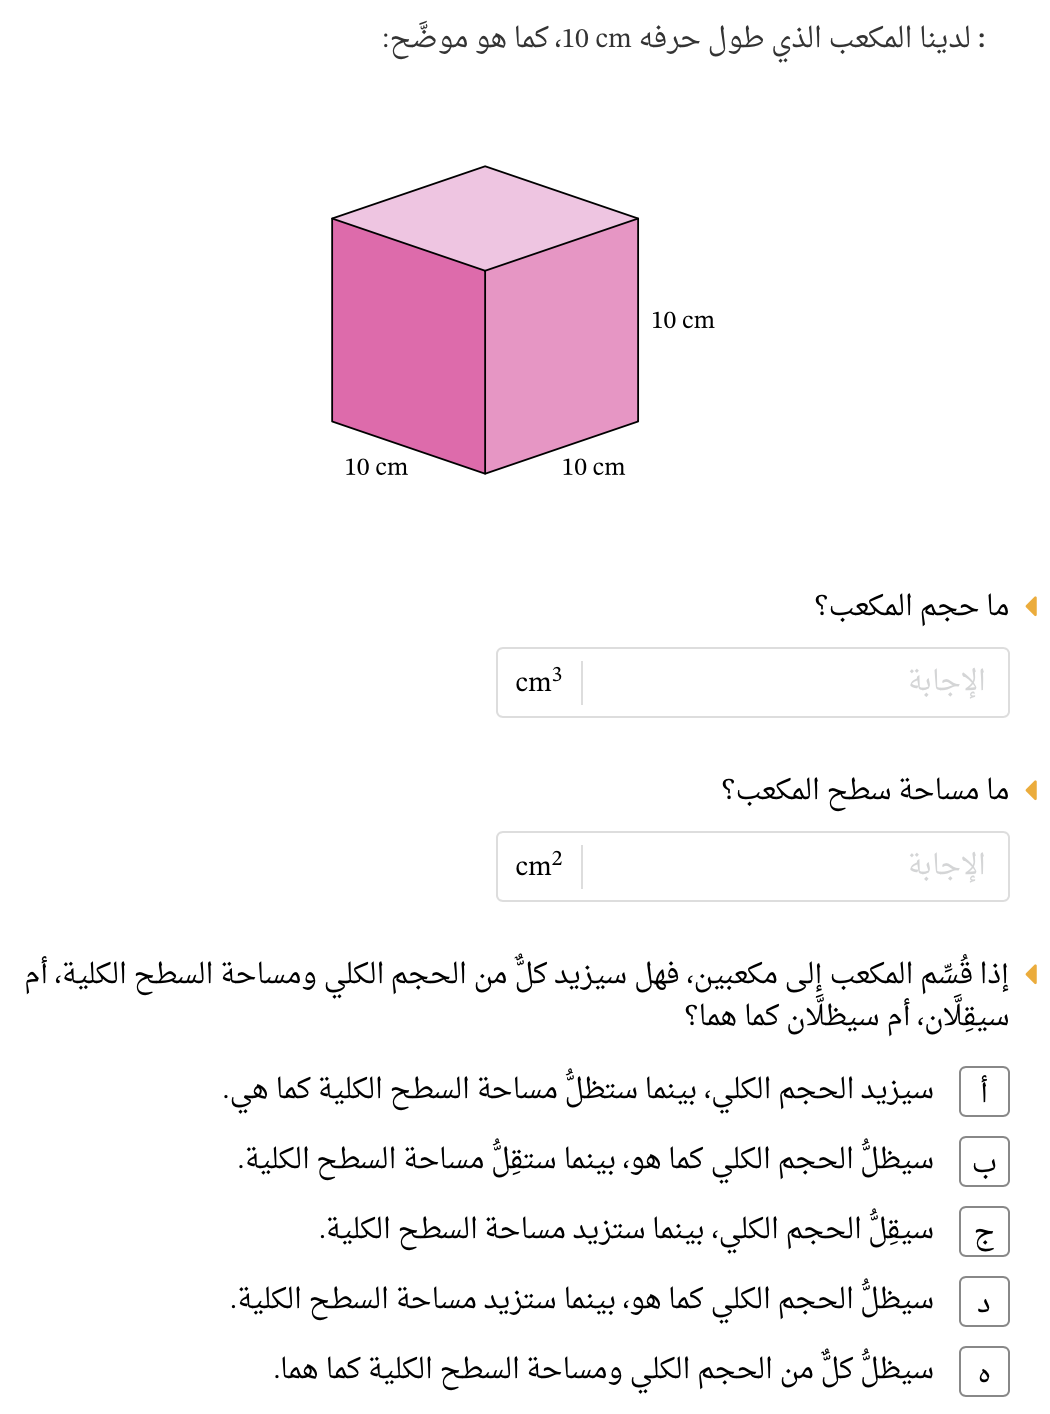 : لدينا المكعب الذي طول حرفه 10 cm، كما هو موضَّح:
10 cm
10 cm
10 cm
ما حجم المكعب؟
الإجابة
cm³
ما مساحة سطح المكعب؟
الإجابة
cm²
إذا قُسِّم المكعب إلى مكعبين، فهل سيزيد كلٌّ من الحجم الكلي ومساحة السطح الكلية، أم
سيقِلَّان، أم سيظلَّان كما هما؟
أ سيزيد الحجم الكلي، بينما ستظلُّ مساحة السطح الكلية كما هي.
ب سيظلُّ الحجم الكلي كما هو، بينما ستقِلُّ مساحة السطح الكلية.
ج سيقِلُّ الحجم الكلي، بينما ستزيد مساحة السطح الكلية.
د سيظلُّ الحجم الكلي كما هو، بينما ستزيد مساحة السطح الكلية.
ه سيظلُّ كلٌّ من الحجم الكلي ومساحة السطح الكلية كما هما.